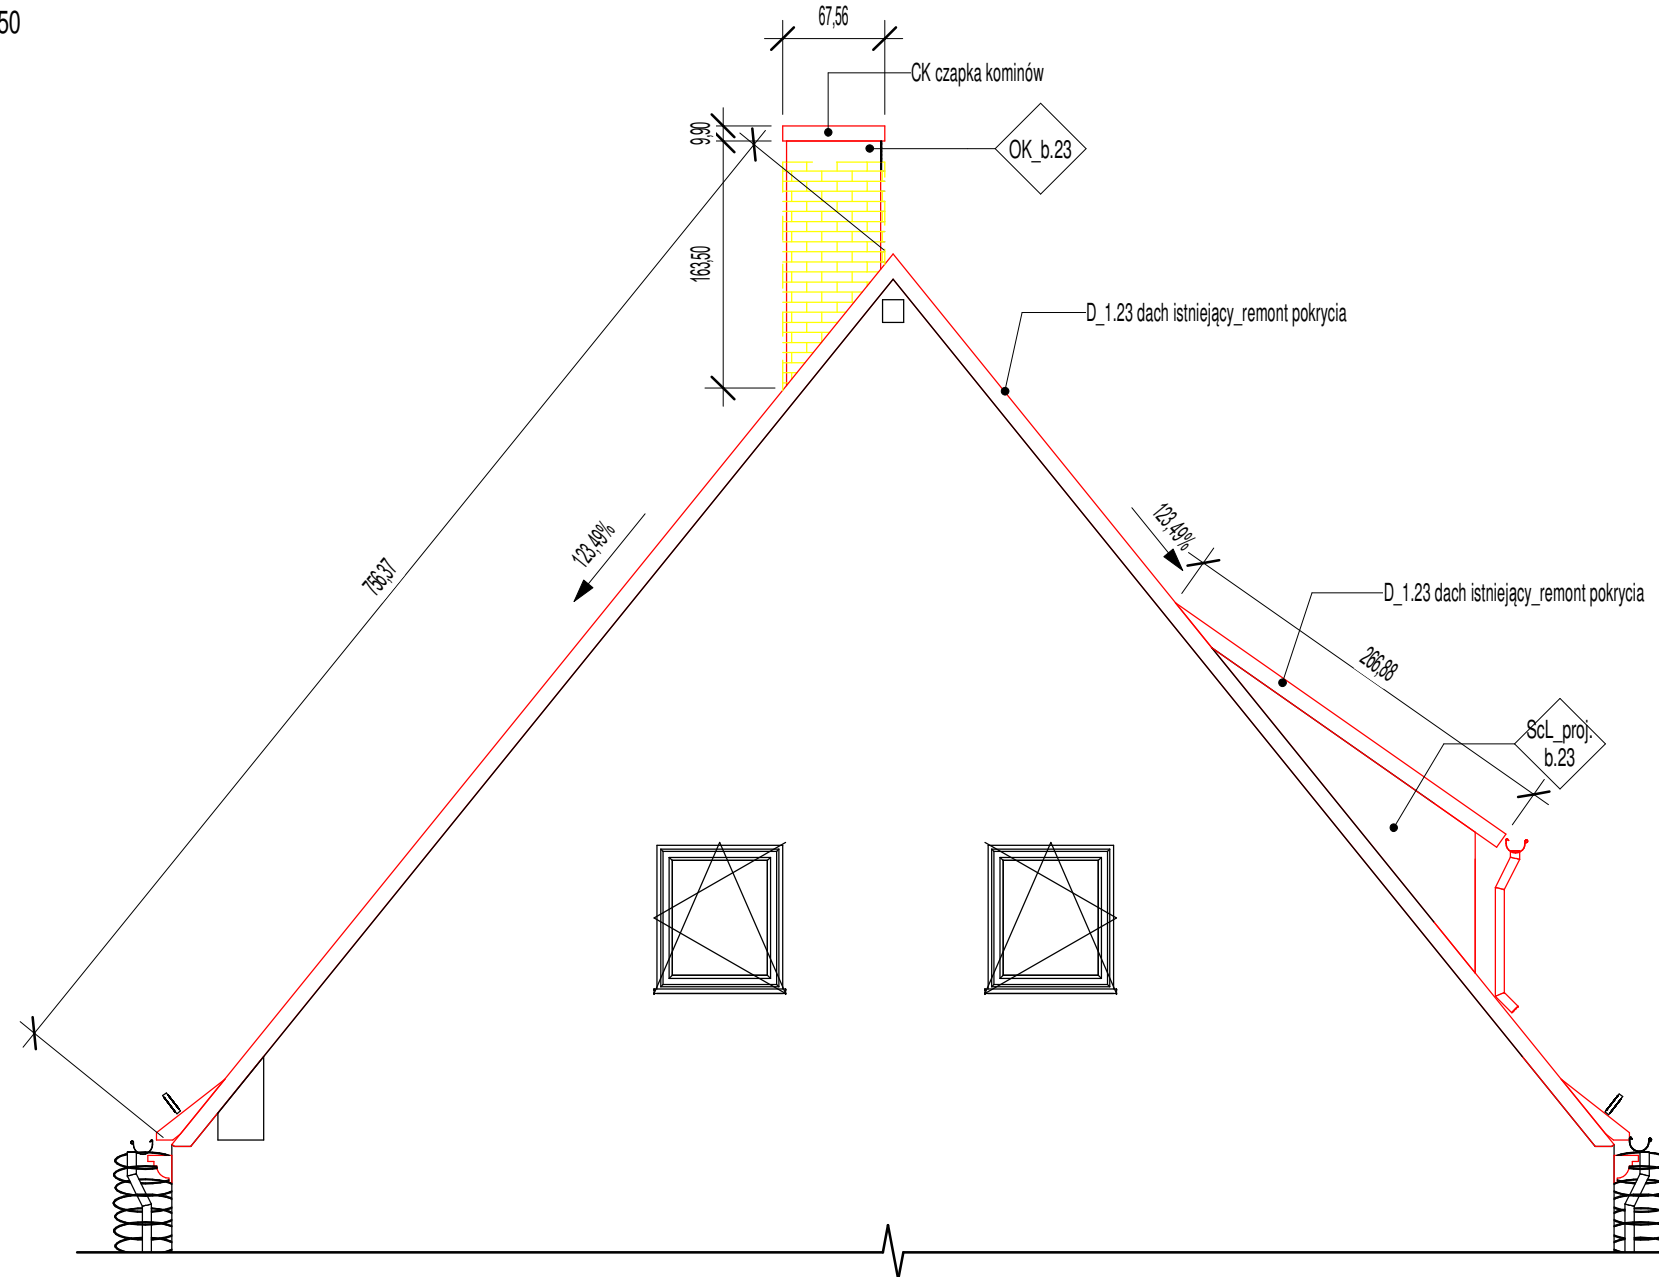 50
67,56
CK czapka kominów
9,90
OK_b.23
163,50
D_1.23 dach istniejący_remont pokrycia
123,49%
123,49%
756,37
D_1.23 dach istniejący_remont pokrycia
266,88
ScL_proj.
b.23